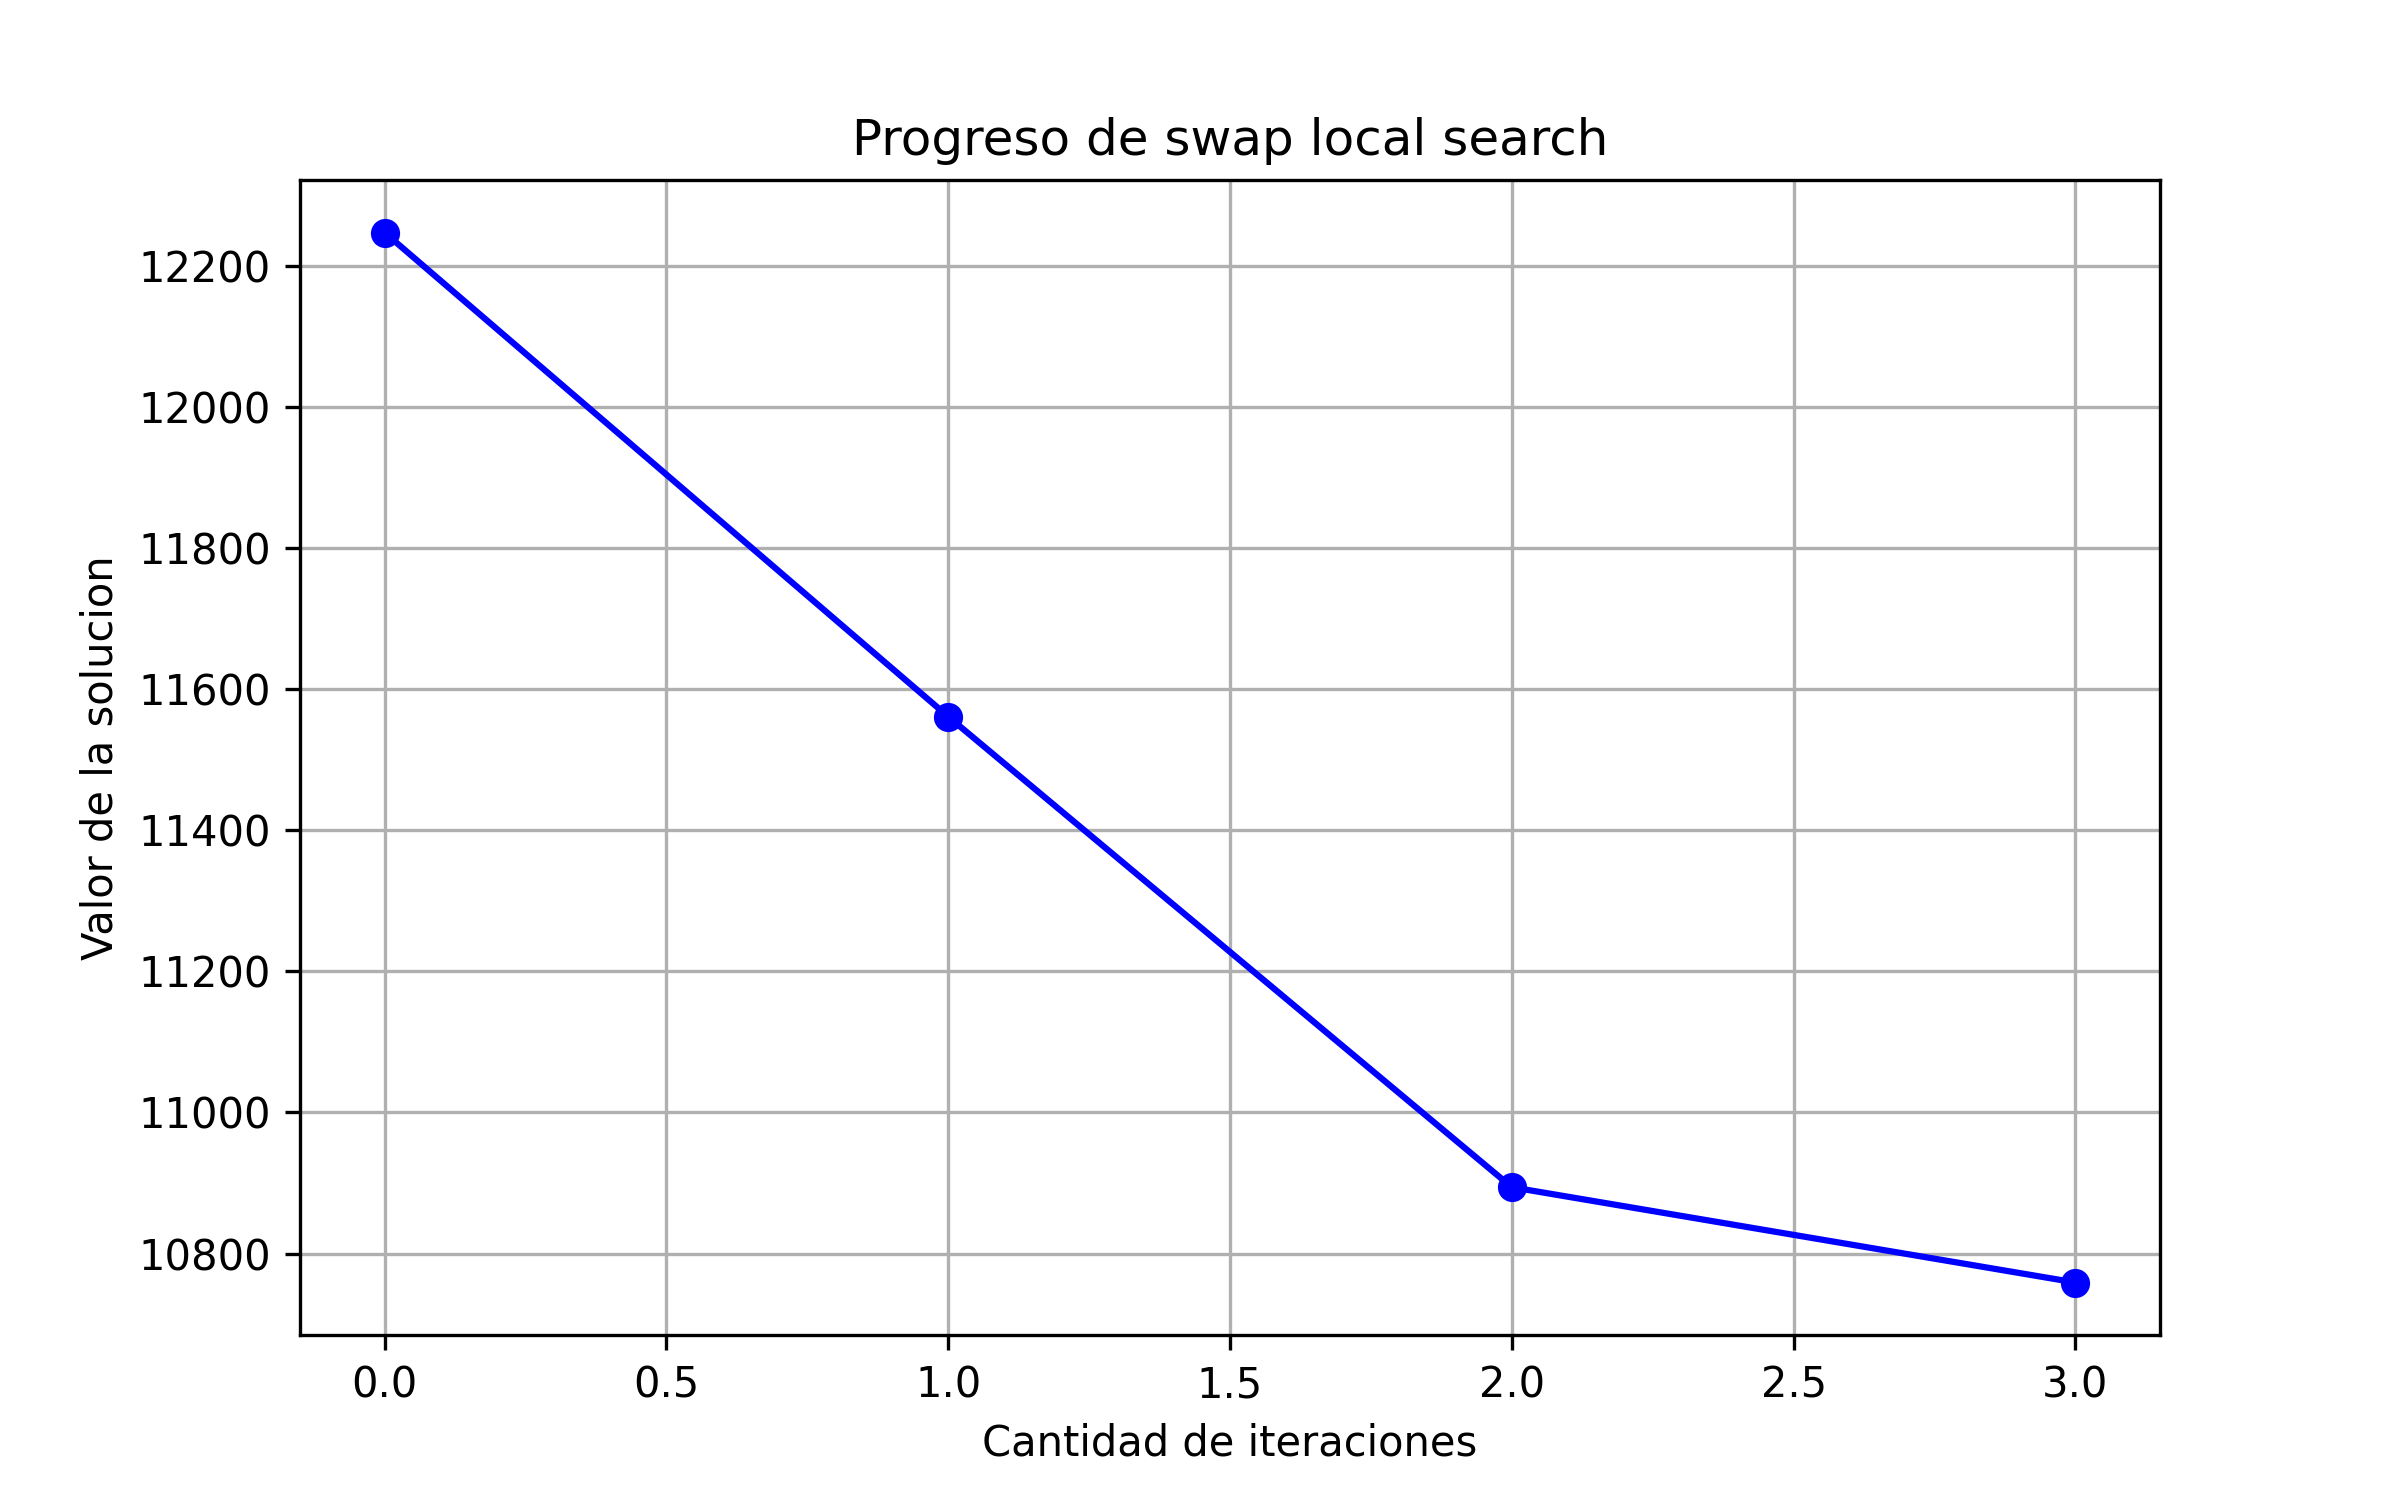 Progreso de swap local search
Valor de la solucion
12200
12000
11800
11600
11400
11200
11000
10800
0.0 0.5 1.0 1.5 2.0 2.5 3.0
Cantidad de iteraciones